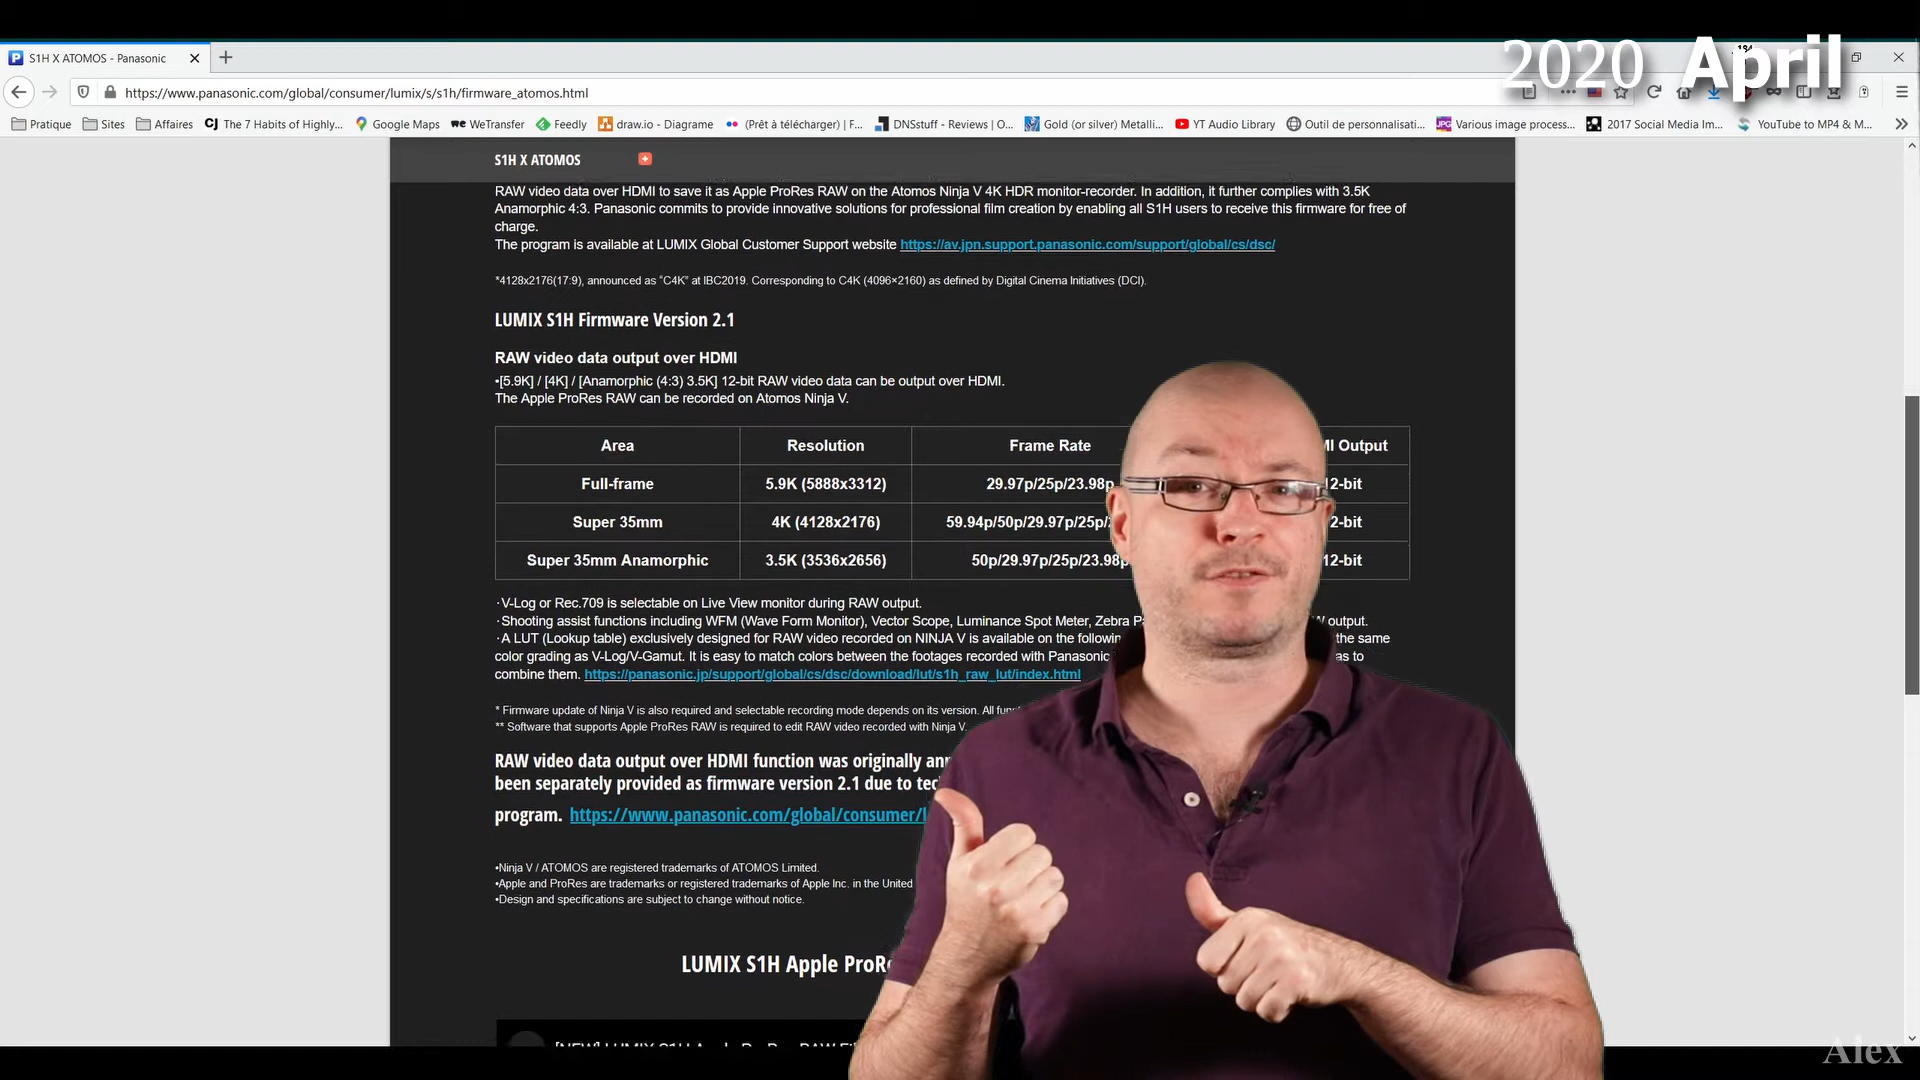 2020 April
S1H X ATOMOS - Panasonic
https://www.panasonic.com/global/consumer/lumix/s/s1h/firmware_atomos.html
Pratique Sites Affaires The 7 Habits of Highly... Google Maps WeTransfer Feedly draw.io - Diagrame (Prêt à télécharger) | F... DNSstuff - Reviews | O... Gold (or silver) Metalli... YT Audio Library Outil de personnalisati... Various image process... 2017 Social Media Im... YouTube to MP4 & M...
S1H X ATOMOS
RAW video data over HDMI to save it as Apple ProRes RAW on the Atomos Ninja V 4K HDR monitor-recorder. In addition, it further complies with 3.5K
Anamorphic 4:3. Panasonic commits to provide innovative solutions for professional film creation by enabling all S1H users to receive this firmware for free of
charge.
The program is available at LUMIX Global Customer Support website https://av.jpn.support.panasonic.com/support/global/cs/dsc/
*4128x2176(17:9), announced as "C4K" at IBC2019. Corresponding to C4K (4096×2160) as defined by Digital Cinema Initiatives (DCI).
LUMIX S1H Firmware Version 2.1
RAW video data output over HDMI
•[5.9K] / [4K] / [Anamorphic (4:3) 3.5K] 12-bit RAW video data can be output over HDMI.
The Apple ProRes RAW can be recorded on Atomos Ninja V.
Area Resolution Frame Rate Output
Full-frame 5.9K (5888x3312) 29.97p/25p/23.98p 2-bit
Super 35mm 4K (4128x2176) 59.94p/50p/29.97p/25p/ 2-bit
Super 35mm Anamorphic 3.5K (3536x2656) 50p/29.97p/25p/23.98p 12-bit
·V-Log or Rec.709 is selectable on Live View monitor during RAW output.
·Shooting assist functions including WFM (Wave Form Monitor), Vector Scope, Luminance Spot Meter, Zebra output.
·A LUT (Lookup table) exclusively designed for RAW video recorded on NINJA V is available on the the same
color grading as V-Log/V-Gamut. It is easy to match colors between the footages recorded with Panasonic as to
combine them. https://panasonic.jp/support/global/cs/dsc/download/lut/s1h_raw_lut/index.html
* Firmware update of Ninja V is also required and selectable recording mode depends on its version. All
** Software that supports Apple ProRes RAW is required to edit RAW video recorded with Ninja V.
RAW video data output over HDMI function was originally
been separately provided as firmware version 2.1 due to
program. https://www.panasonic.com/global/consumer/
•Ninja V / ATOMOS are registered trademarks of ATOMOS Limited.
•Apple and ProRes are trademarks or registered trademarks of Apple Inc. in the United
•Design and specifications are subject to change without notice.
LUMIX S1H Apple
Alex